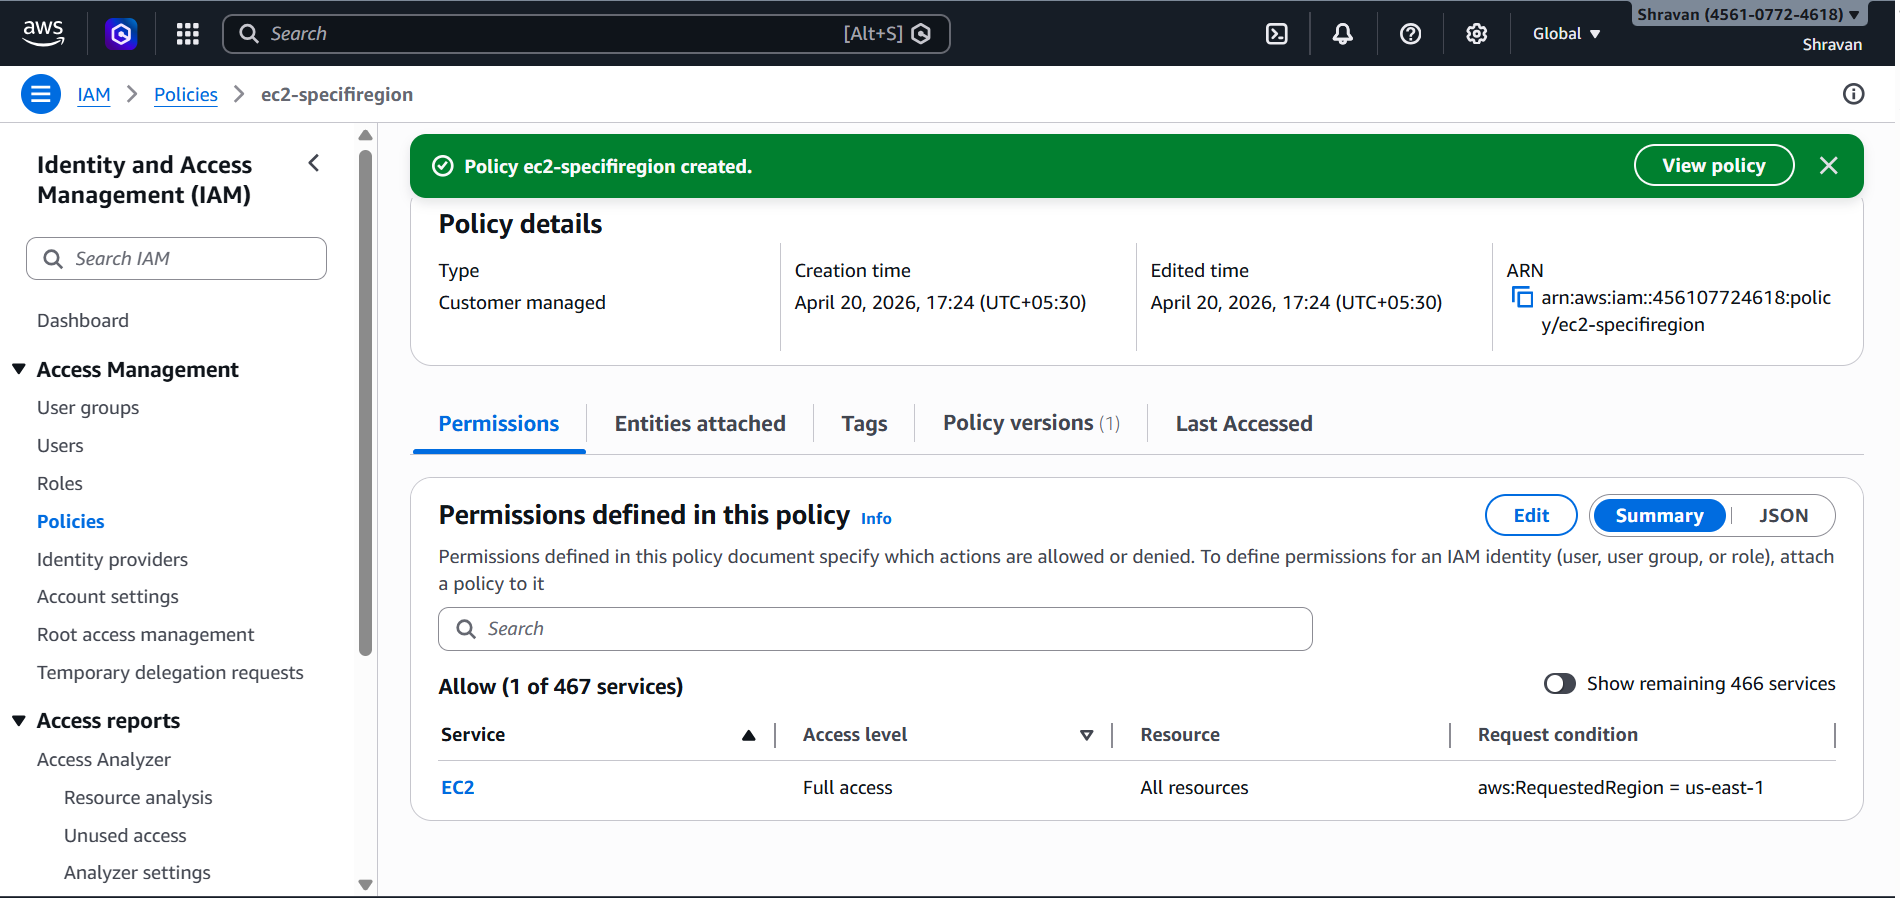 aws
Search
[Alt+S]
Global
Shravan (4561-0772-4618)
Shravan
IAM
Policies
ec2-specifiregion
Identity and Access
Management (IAM)
Search IAM
Dashboard
Access Management
User groups
Users
Roles
Policies
Identity providers
Account settings
Root access management
Temporary delegation requests
Access reports
Access Analyzer
Resource analysis
Unused access
Analyzer settings
Policy ec2-specifiregion created.
View policy
Policy details
Type
Customer managed
Creation time
April 20, 2026, 17:24 (UTC+05:30)
Edited time
April 20, 2026, 17:24 (UTC+05:30)
ARN
arn:aws:iam::456107724618:polic
y/ec2-specifiregion
Permissions
Entities attached
Tags
Policy versions (1)
Last Accessed
Permissions defined in this policy Info
Edit
Summary
JSON
Permissions defined in this policy document specify which actions are allowed or denied. To define permissions for an IAM identity (user, user group, or role), attach
a policy to it
Search
Allow (1 of 467 services)
Show remaining 466 services
Service
Access level
Resource
Request condition
EC2
Full access
All resources
aws:RequestedRegion = us-east-1